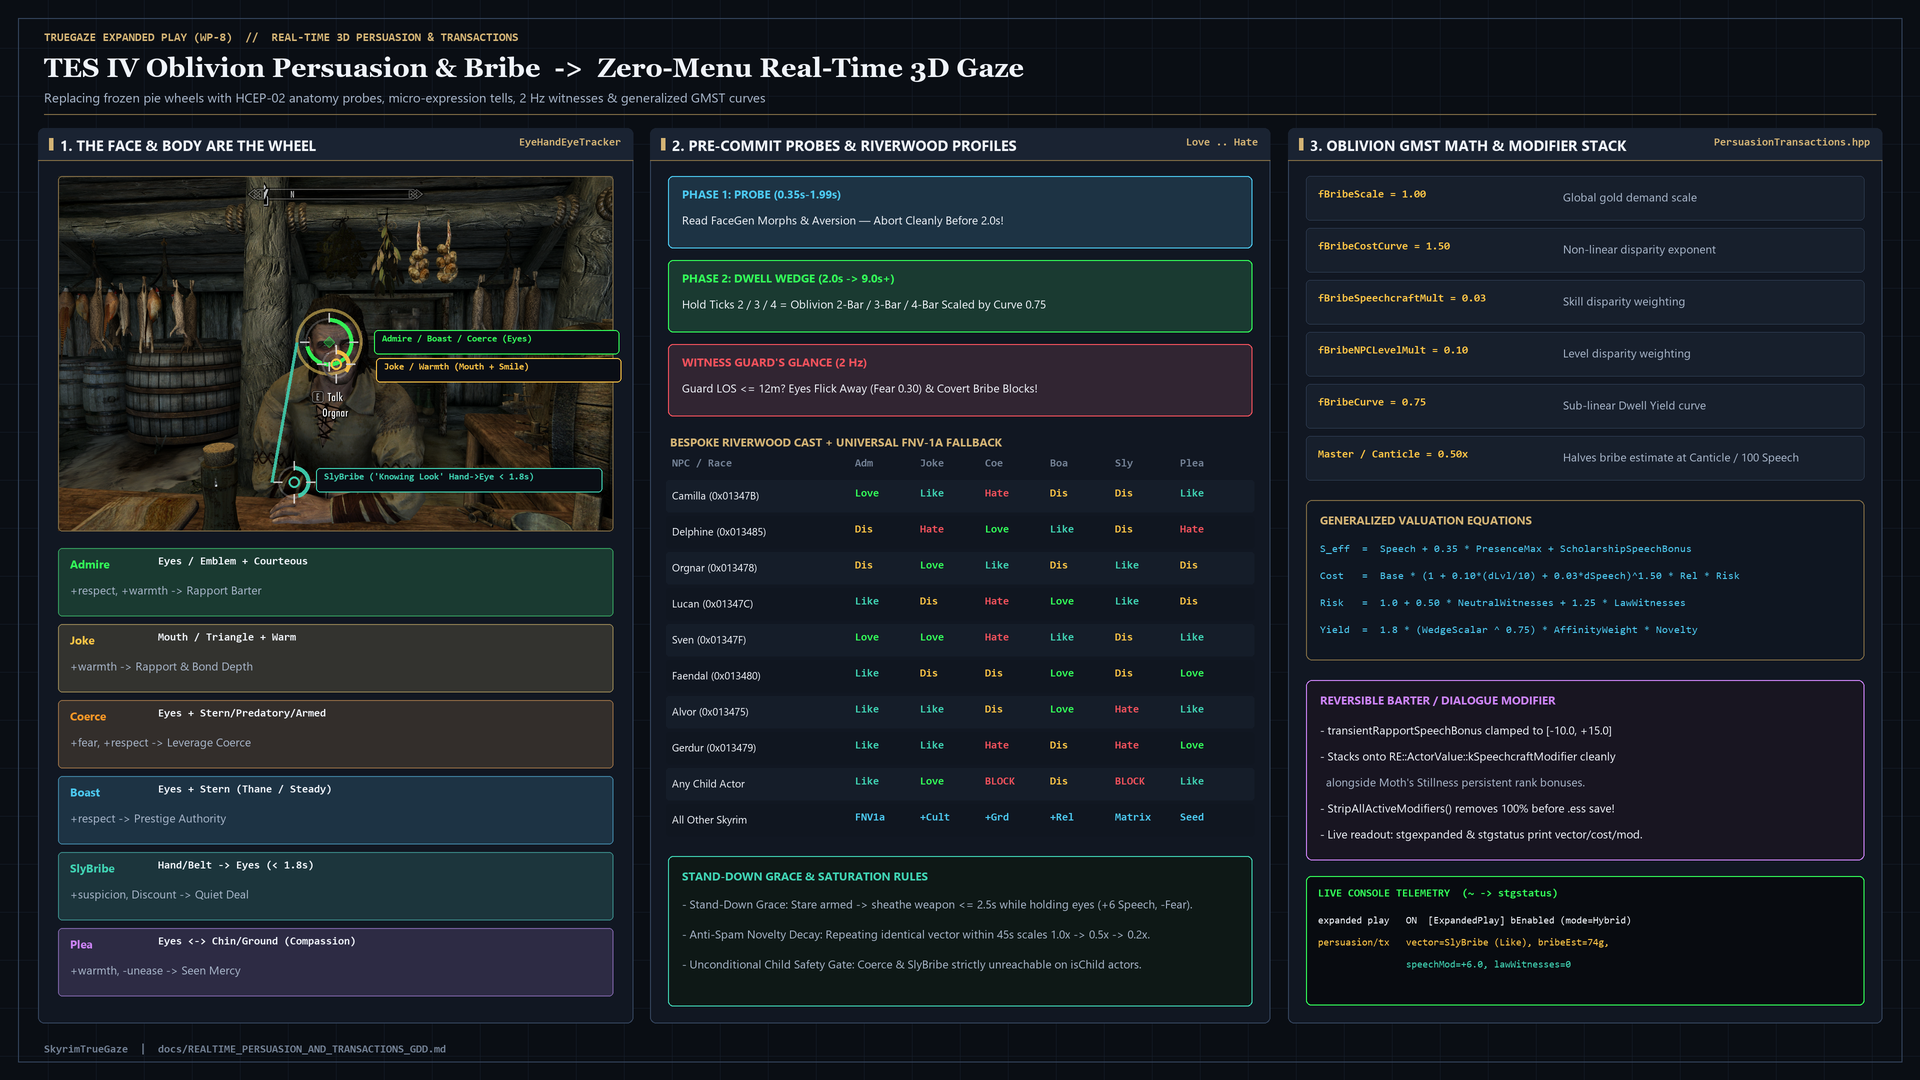 TRUEGAZE EXPANDED PLAY (WP-8)  //  REAL-TIME 3D PERSUASION & TRANSACTIONS
TES IV Oblivion Persuasion & Bribe  ->  Zero-Menu Real-Time 3D Gaze
Replacing frozen pie wheels with HCEP-02 anatomy probes, micro-expression tells, 2 Hz witnesses & generalized GMST curves
1. THE FACE & BODY ARE THE WHEEL
EyeHandEyeTracker
N
Admire / Boast / Coerce (Eyes)
Joke / Warmth (Mouth + Smile)
E Talk
Orgnar
SlyBribe ('Knowing Look' Hand->Eye < 1.8s)
Admire Eyes / Emblem + Courteous
+respect, +warmth -> Rapport Barter
Joke Mouth / Triangle + Warm
+warmth -> Rapport & Bond Depth
Coerce Eyes + Stern/Predatory/Armed
+fear, +respect -> Leverage Coerce
Boast Eyes + Stern (Thane / Steady)
+respect -> Prestige Authority
SlyBribe Hand/Belt -> Eyes (< 1.8s)
+suspicion, Discount -> Quiet Deal
Plea Eyes <-> Chin/Ground (Compassion)
+warmth, -unease -> Seen Mercy
2. PRE-COMMIT PROBES & RIVERWOOD PROFILES
Love .. Hate
PHASE 1: PROBE (0.35s-1.99s)
Read FaceGen Morphs & Aversion — Abort Cleanly Before 2.0s!
PHASE 2: DWELL WEDGE (2.0s -> 9.0s+)
Hold Ticks 2 / 3 / 4 = Oblivion 2-Bar / 3-Bar / 4-Bar Scaled by Curve 0.75
WITNESS GUARD'S GLANCE (2 Hz)
Guard LOS <= 12m? Eyes Flick Away (Fear 0.30) & Covert Bribe Blocks!
BESPOKE RIVERWOOD CAST + UNIVERSAL FNV-1A FALLBACK
NPC / Race Adm Joke Coe Boa Sly Plea
Camilla (0x01347B) Love Like Hate Dis Dis Like
Delphine (0x013485) Dis Hate Love Like Dis Hate
Orgnar (0x013478) Dis Love Like Dis Like Dis
Lucan (0x01347C) Like Dis Hate Love Like Dis
Sven (0x01347F) Love Love Hate Like Dis Like
Faendal (0x013480) Like Dis Dis Love Dis Love
Alvor (0x013475) Like Like Dis Love Hate Like
Gerdur (0x013479) Like Like Hate Dis Hate Love
Any Child Actor Like Love BLOCK Dis BLOCK Like
All Other Skyrim FNV1a +Cult +Grd +Rel Matrix Seed
STAND-DOWN GRACE & SATURATION RULES
- Stand-Down Grace: Stare armed -> sheathe weapon <= 2.5s while holding eyes (+6 Speech, -Fear).
- Anti-Spam Novelty Decay: Repeating identical vector within 45s scales 1.0x -> 0.5x -> 0.2x.
- Unconditional Child Safety Gate: Coerce & SlyBribe strictly unreachable on isChild actors.
3. OBLIVION GMST MATH & MODIFIER STACK
PersuasionTransactions.hpp
fBribeScale = 1.00 Global gold demand scale
fBribeCostCurve = 1.50 Non-linear disparity exponent
fBribeSpeechcraftMult = 0.03 Skill disparity weighting
fBribeNPCLevelMult = 0.10 Level disparity weighting
fBribeCurve = 0.75 Sub-linear Dwell Yield curve
Master / Canticle = 0.50x Halves bribe estimate at Canticle / 100 Speech
GENERALIZED VALUATION EQUATIONS
S_eff  =  Speech + 0.35 * PresenceMax + ScholarshipSpeechBonus
Cost   =  Base * (1 + 0.10*(dLvl/10) + 0.03*dSpeech)^1.50 * Rel * Risk
Risk   =  1.0 + 0.50 * NeutralWitnesses + 1.25 * LawWitnesses
Yield  =  1.8 * (WedgeScalar ^ 0.75) * AffinityWeight * Novelty
REVERSIBLE BARTER / DIALOGUE MODIFIER
- transientRapportSpeechBonus clamped to [-10.0, +15.0]
- Stacks onto RE::ActorValue::kSpeechcraftModifier cleanly
alongside Moth's Stillness persistent rank bonuses.
- StripAllActiveModifiers() removes 100% before .ess save!
- Live readout: stgexpanded & stgstatus print vector/cost/mod.
LIVE CONSOLE TELEMETRY  (~ -> stgstatus)
expanded play   ON  [ExpandedPlay] bEnabled (mode=Hybrid)
persuasion/tx   vector=SlyBribe (Like), bribeEst=74g,
speechMod=+6.0, lawWitnesses=0
SkyrimTrueGaze  |  docs/REALTIME_PERSUASION_AND_TRANSACTIONS_GDD.md